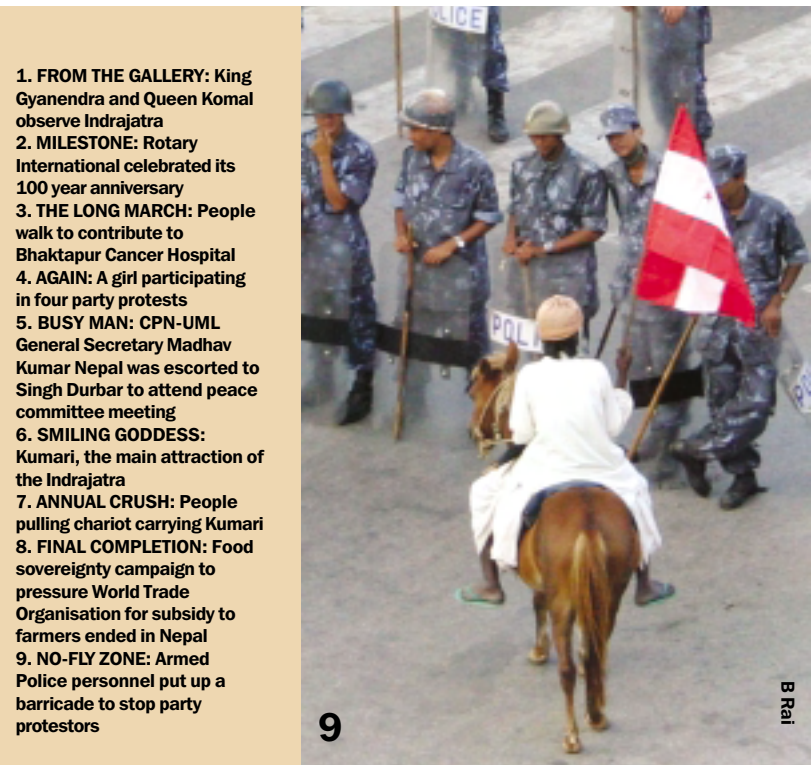 1. FROM THE GALLERY: King
Gyanendra and Queen Komal
observe Indrajatra
2. MILESTONE: Rotary
International celebrated its
100 year anniversary
3. THE LONG MARCH: People
walk to contribute to
Bhaktapur Cancer Hospital
4. AGAIN: A girl participating
in four party protests
5. BUSY MAN: CPN-UML
General Secretary Madhav
Kumar Nepal was escorted to
Singh Durbar to attend peace
committee meeting
6. SMILING GODDESS:
Kumari, the main attraction of
the Indrajatra
7. ANNUAL CRUSH: People
pulling chariot carrying Kumari
8. FINAL COMPLETION: Food
sovereignty campaign to
pressure World Trade
Organisation for subsidy to
farmers ended in Nepal
9. NO-FLY ZONE: Armed
Police personnel put up a
barricade to stop party
protestors
LICE
POLI
9
B Rai